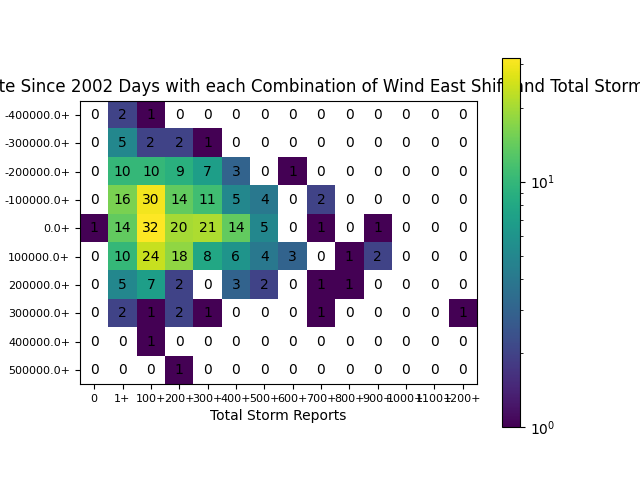 te Since 2002 Days with each Combination of Wind East Shift and Total Storm
-400000.0+ 0 2 1 0 0 0 0 0 0 0 0 0 0 0
-300000.0+ 0 5 2 2 1 0 0 0 0 0 0 0 0 0
-200000.0+ 0 10 10 9 7 3 0 1 0 0 0 0 0 0
-100000.0+ 0 16 30 14 11 5 4 0 2 0 0 0 0 0
0.0+ 1 14 32 20 21 14 5 0 1 0 1 0 0 0
100000.0+ 0 10 24 18 8 6 4 3 0 1 2 0 0 0
200000.0+ 0 5 7 2 0 3 2 0 1 1 0 0 0 0
300000.0+ 0 2 1 2 1 0 0 0 1 0 0 0 0 1
400000.0+ 0 0 1 0 0 0 0 0 0 0 0 0 0 0
500000.0+ 0 0 0 1 0 0 0 0 0 0 0 0 0 0
0 1+ 100+ 200+ 300+ 400+ 500+ 600+ 700+ 800+ 900+ 1000+ 1100+ 1200+
Total Storm Reports
10¹
10⁰